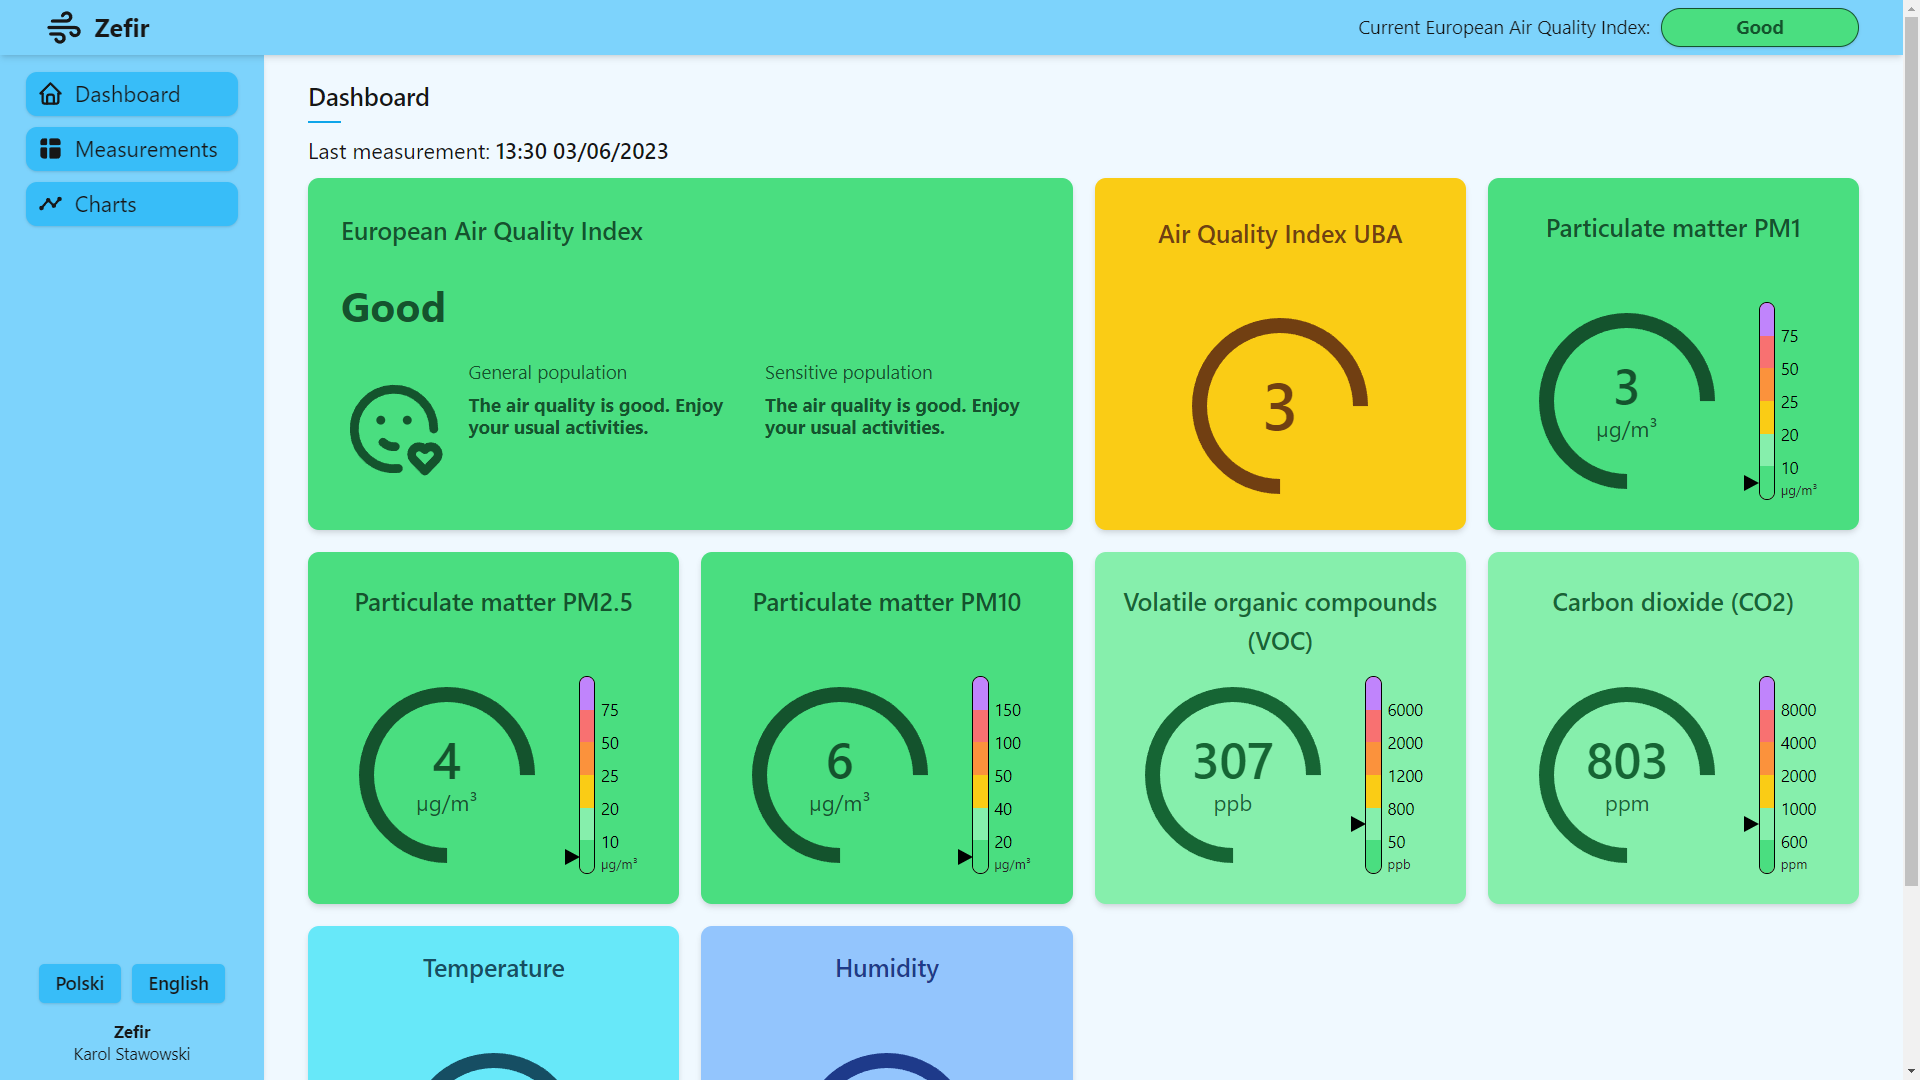 Zefir
Current European Air Quality Index:
Good
Dashboard
Measurements
Charts
Polski
English
Zefir
Karol Stawowski
Dashboard
Last measurement: 13:30 03/06/2023
European Air Quality Index
Good
General population
The air quality is good. Enjoy
your usual activities.
Sensitive population
The air quality is good. Enjoy
your usual activities.
Air Quality Index UBA
3
Particulate matter PM1
3
µg/m³
75
50
25
20
10
µg/m³
Particulate matter PM2.5
4
µg/m³
75
50
25
20
10
µg/m³
Particulate matter PM10
6
µg/m³
150
100
50
40
20
µg/m³
Volatile organic compounds
(VOC)
307
ppb
6000
2000
1200
800
50
ppb
Carbon dioxide (CO2)
803
ppm
8000
4000
2000
1000
600
ppm
Temperature
Humidity